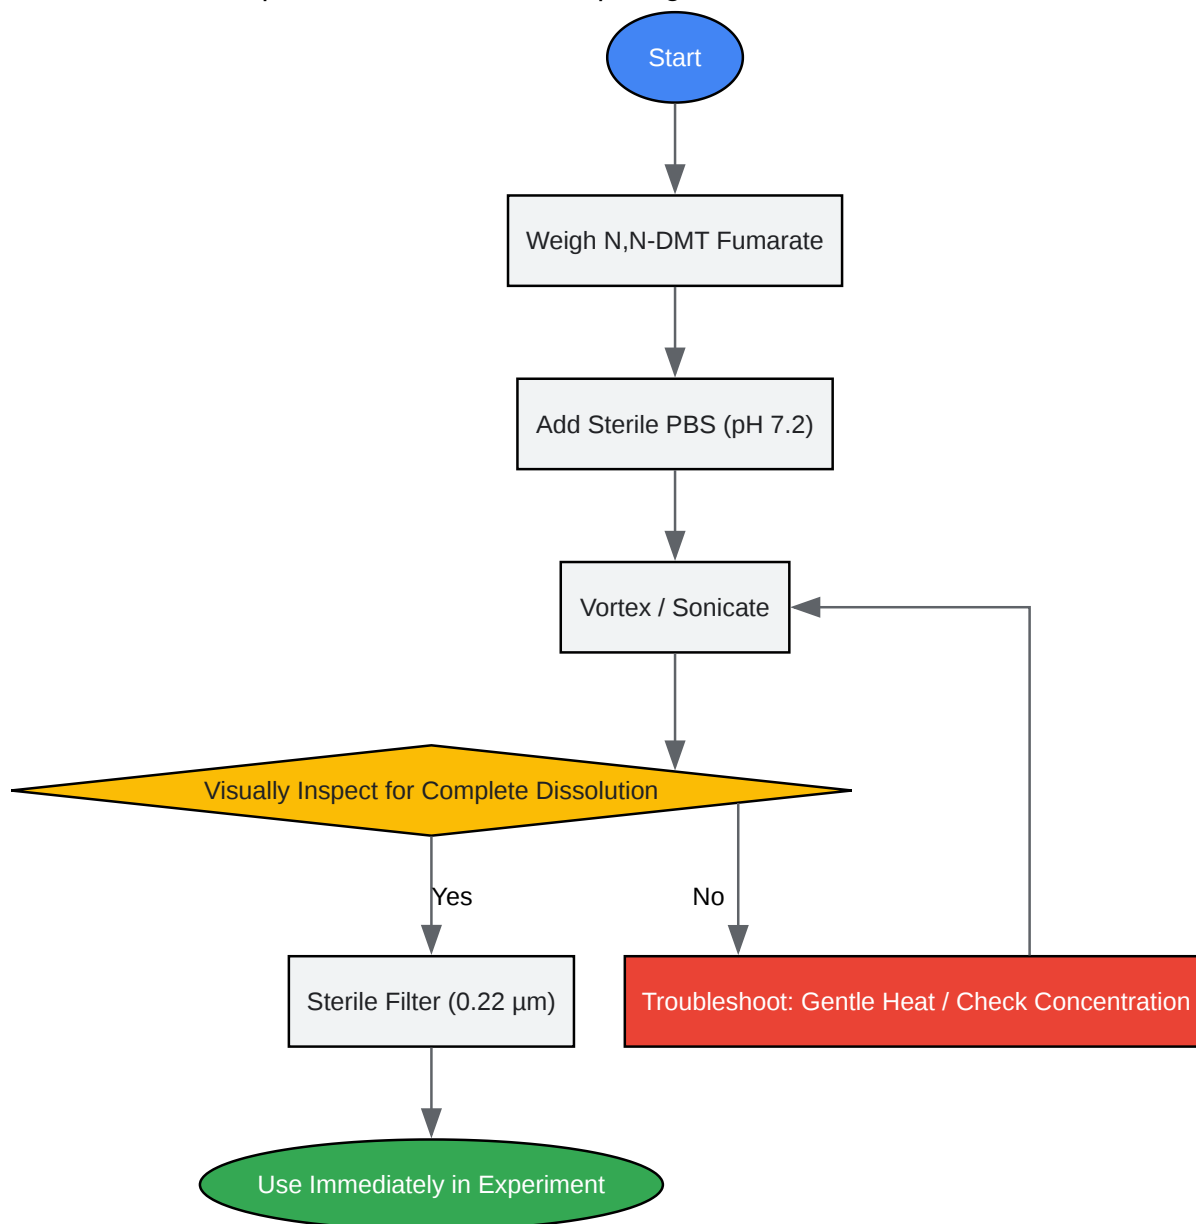 Start
Weigh N,N-DMT Fumarate
Add Sterile PBS (pH 7.2)
Vortex / Sonicate
Visually Inspect for Complete Dissolution
Yes
No
Sterile Filter (0.22 µm)
Troubleshoot: Gentle Heat / Check Concentration
Use Immediately in Experiment